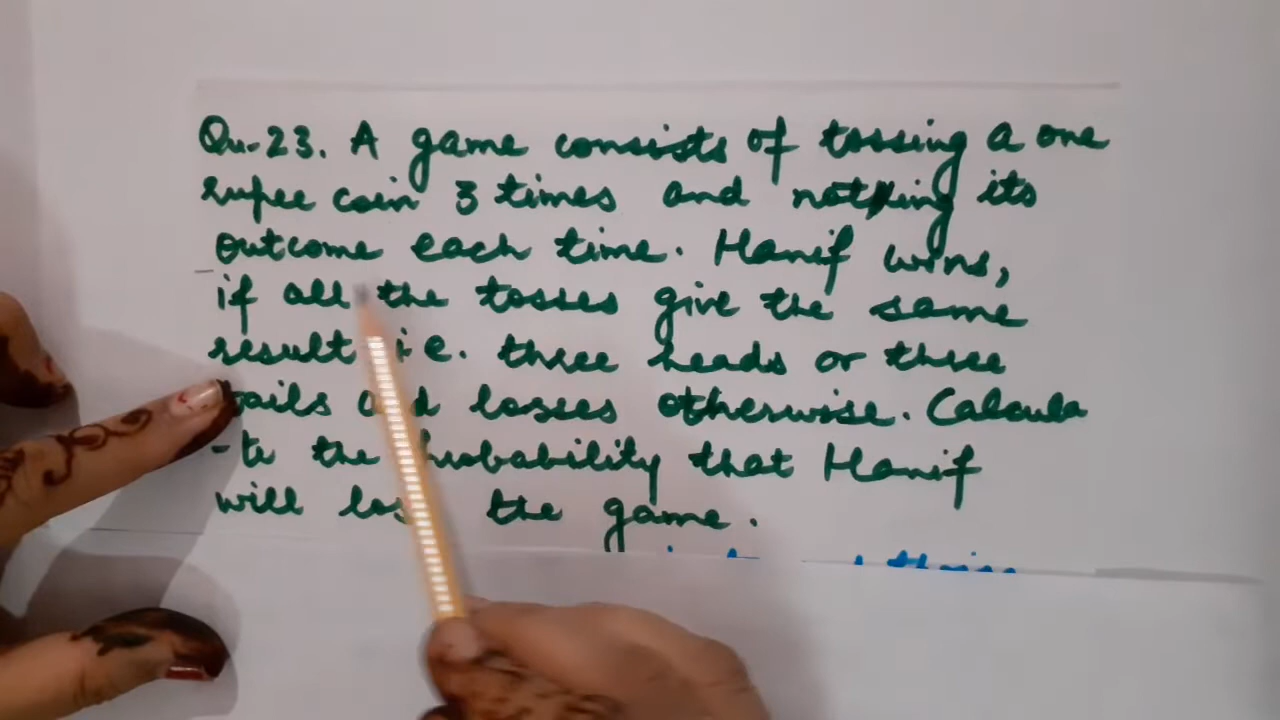 Qu-23. A game consists of tossing a one
rupee coin 3 times and noting its
outcome each time. Hanif wins,
if all the tosses give the same
result i.e. three heads or three
tails and losses otherwise. Calcula
-te the probability that Hanif
will the game.